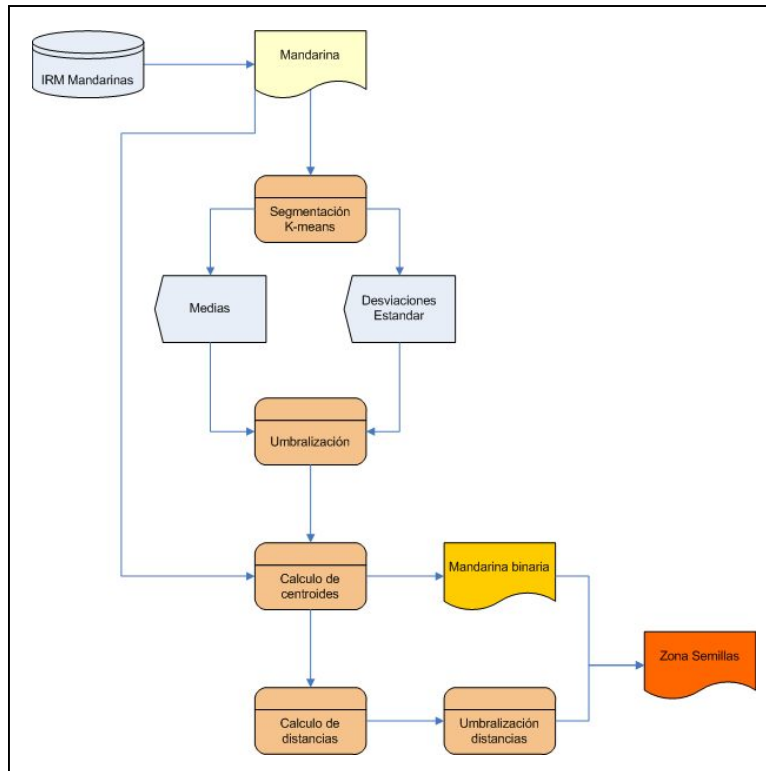 Mandarina
IRM Mandarinas
Segmentación
K-means
Medias
Desviaciones
Estandar
Umbralización
Calculo de
centroides
Mandarina binaria
Zona Semillas
Calculo de
distancias
Umbralización
distancias